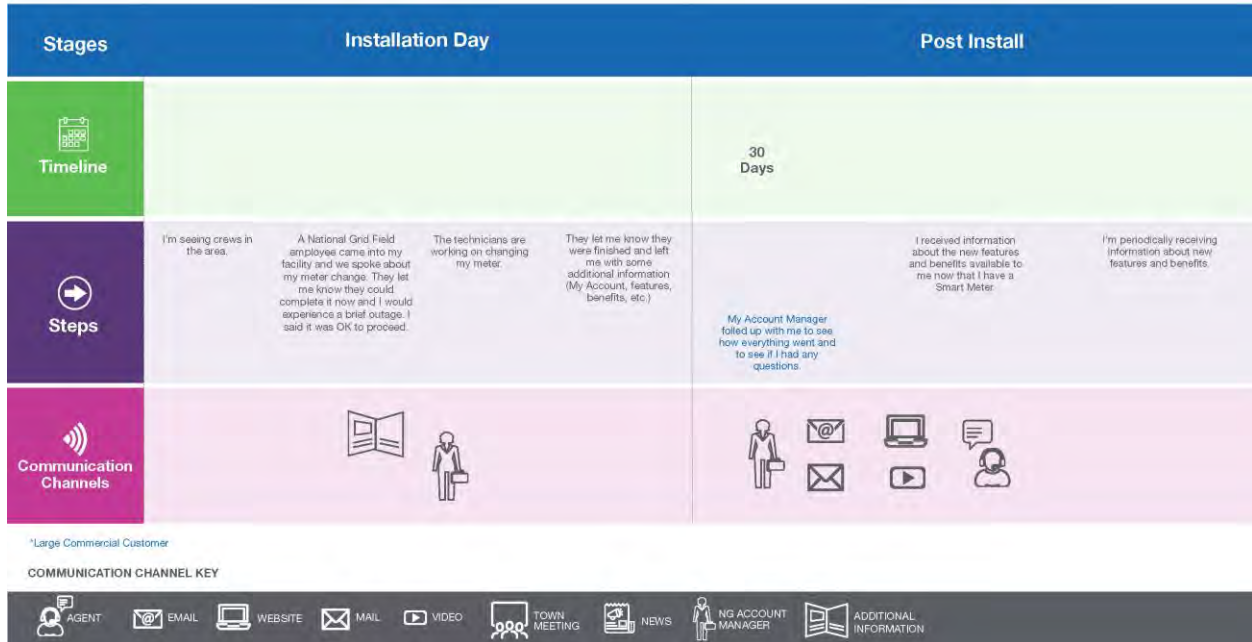 Stages
Installation Day
Post Install
Timeline
30
Days
Steps
I'm seeing crews in
the area.
A National Grid Field
employee came into my
facility and we spoke about
my meter change. They let
me know they could
complete it now and I would
experience a brief outage. I
said it was OK to proceed.
The technicians are
working on changing
my meter.
They let me know they
were finished and left
me with some
additional information
(My Account, features,
benefits, etc.)
My Account Manager
folled up with me to see
how everything went and
to see if I had any
questions.
I received information
about the new features
and benefits available to
me now that I have a
Smart Meter
I'm periodically receiving
information about new
features and benefits.
Communication
Channels
*Large Commercial Customer
COMMUNICATION CHANNEL KEY
AGENT
EMAIL
WEBSITE
MAIL
VIDEO
TOWN
MEETING
NEWS
NG ACCOUNT
MANAGER
ADDITIONAL
INFORMATION